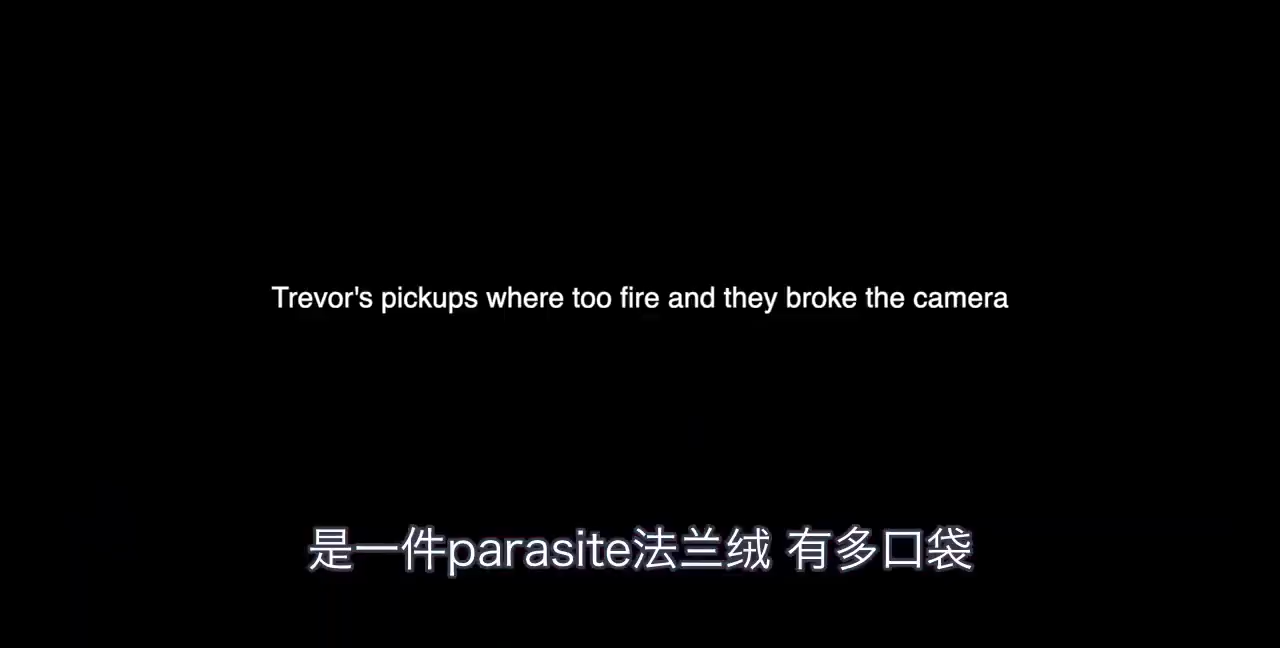 Trevor's pickups where too fire and they broke the camera
是一件parasite法兰绒 有多口袋